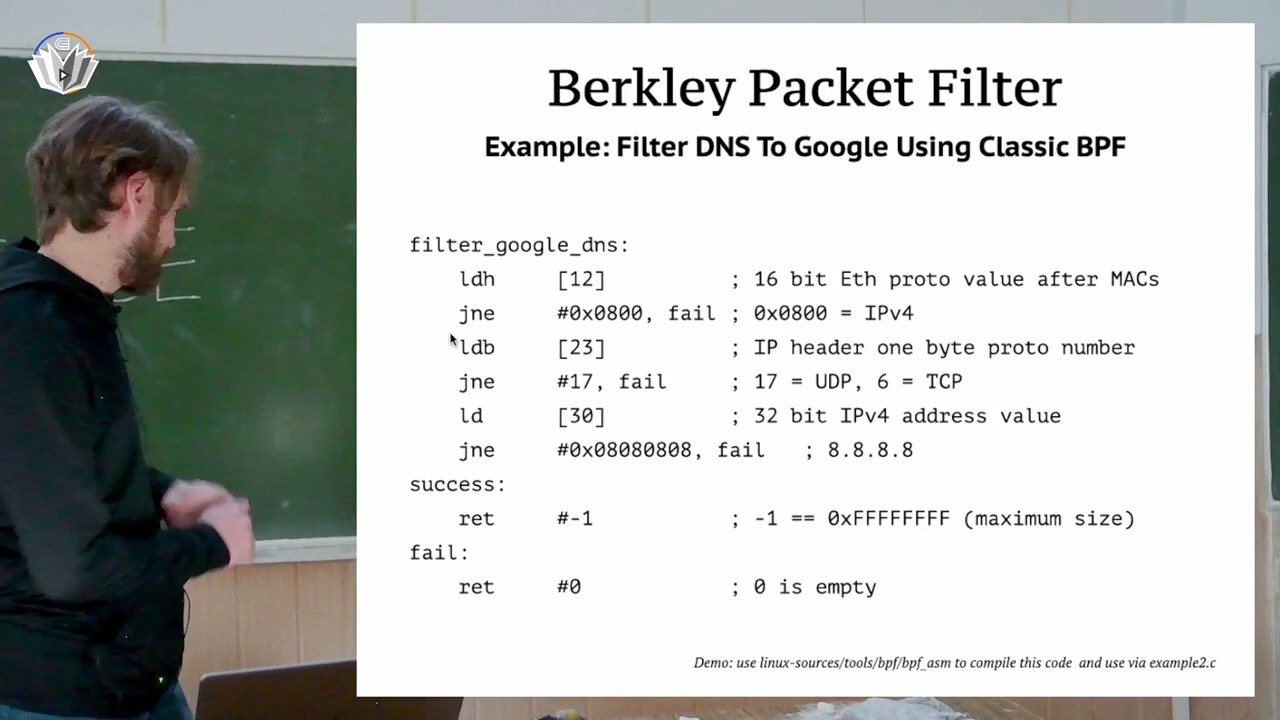 Berkley Packet Filter
Example: Filter DNS To Google Using Classic BPF
filter_google_dns:
ldh [12] ; 16 bit Eth proto value after MACs
jne #0x0800, fail ; 0x0800 = IPv4
ldb [23] ; IP header one byte proto number
jne #17, fail ; 17 = UDP, 6 = TCP
ld [30] ; 32 bit IPv4 address value
jne #0x08080808, fail ; 8.8.8.8
success:
ret #-1 ; -1 == 0xFFFFFFFF (maximum size)
fail:
ret #0 ; 0 is empty
Demo: use linux-sources/tools/bpf/bpf_asm to compile this code and use via example2.c